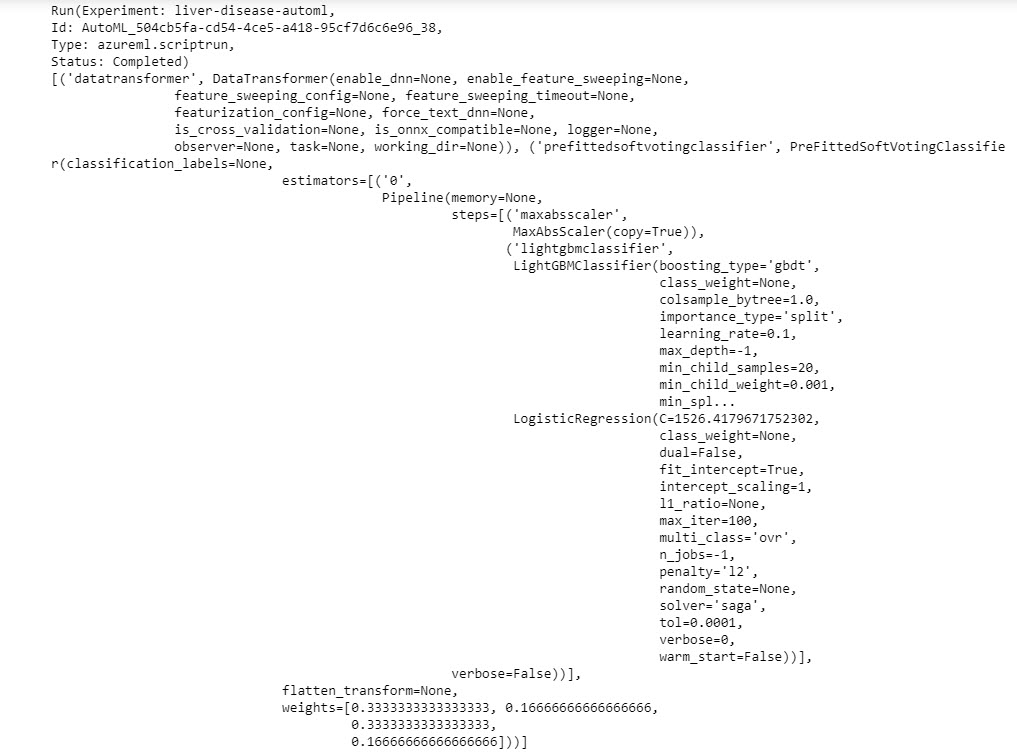 Run(Experiment: liver-disease-automl,
Id: AutoML_504cb5fa-cd54-4ce5-a418-95cf7d6c6e96_38,
Type: azureml.scriptrun,
Status: Completed)
[('datatransformer', DataTransformer(enable_dnn=None, enable_feature_sweeping=None,
feature_sweeping_config=None, feature_sweeping_timeout=None,
featurization_config=None, force_text_dnn=None,
is_cross_validation=None, is_onnx_compatible=None, logger=None,
observer=None, task=None, working_dir=None)), ('prefittedsoftvotingclassifier', PreFittedSoftVotingClassifie
r(classification_labels=None,
estimators=[('0',
Pipeline(memory=None,
steps=[('maxabsscaler',
MaxAbsScaler(copy=True)),
('lightgbmclassifier',
LightGBMClassifier(boosting_type='gbdt',
class_weight=None,
colsample_bytree=1.0,
importance_type='split',
learning_rate=0.1,
max_depth=-1,
min_child_samples=20,
min_child_weight=0.001,
min_spl...
LogisticRegression(C=1526.4179671752302,
class_weight=None,
dual=False,
fit_intercept=True,
intercept_scaling=1,
l1_ratio=None,
max_iter=100,
multi_class='ovr',
n_jobs=-1,
penalty='l2',
random_state=None,
solver='saga',
tol=0.0001,
verbose=0,
warm_start=False))],
verbose=False))],
flatten_transform=None,
weights=[0.3333333333333333, 0.16666666666666666,
0.3333333333333333,
0.16666666666666666]))]